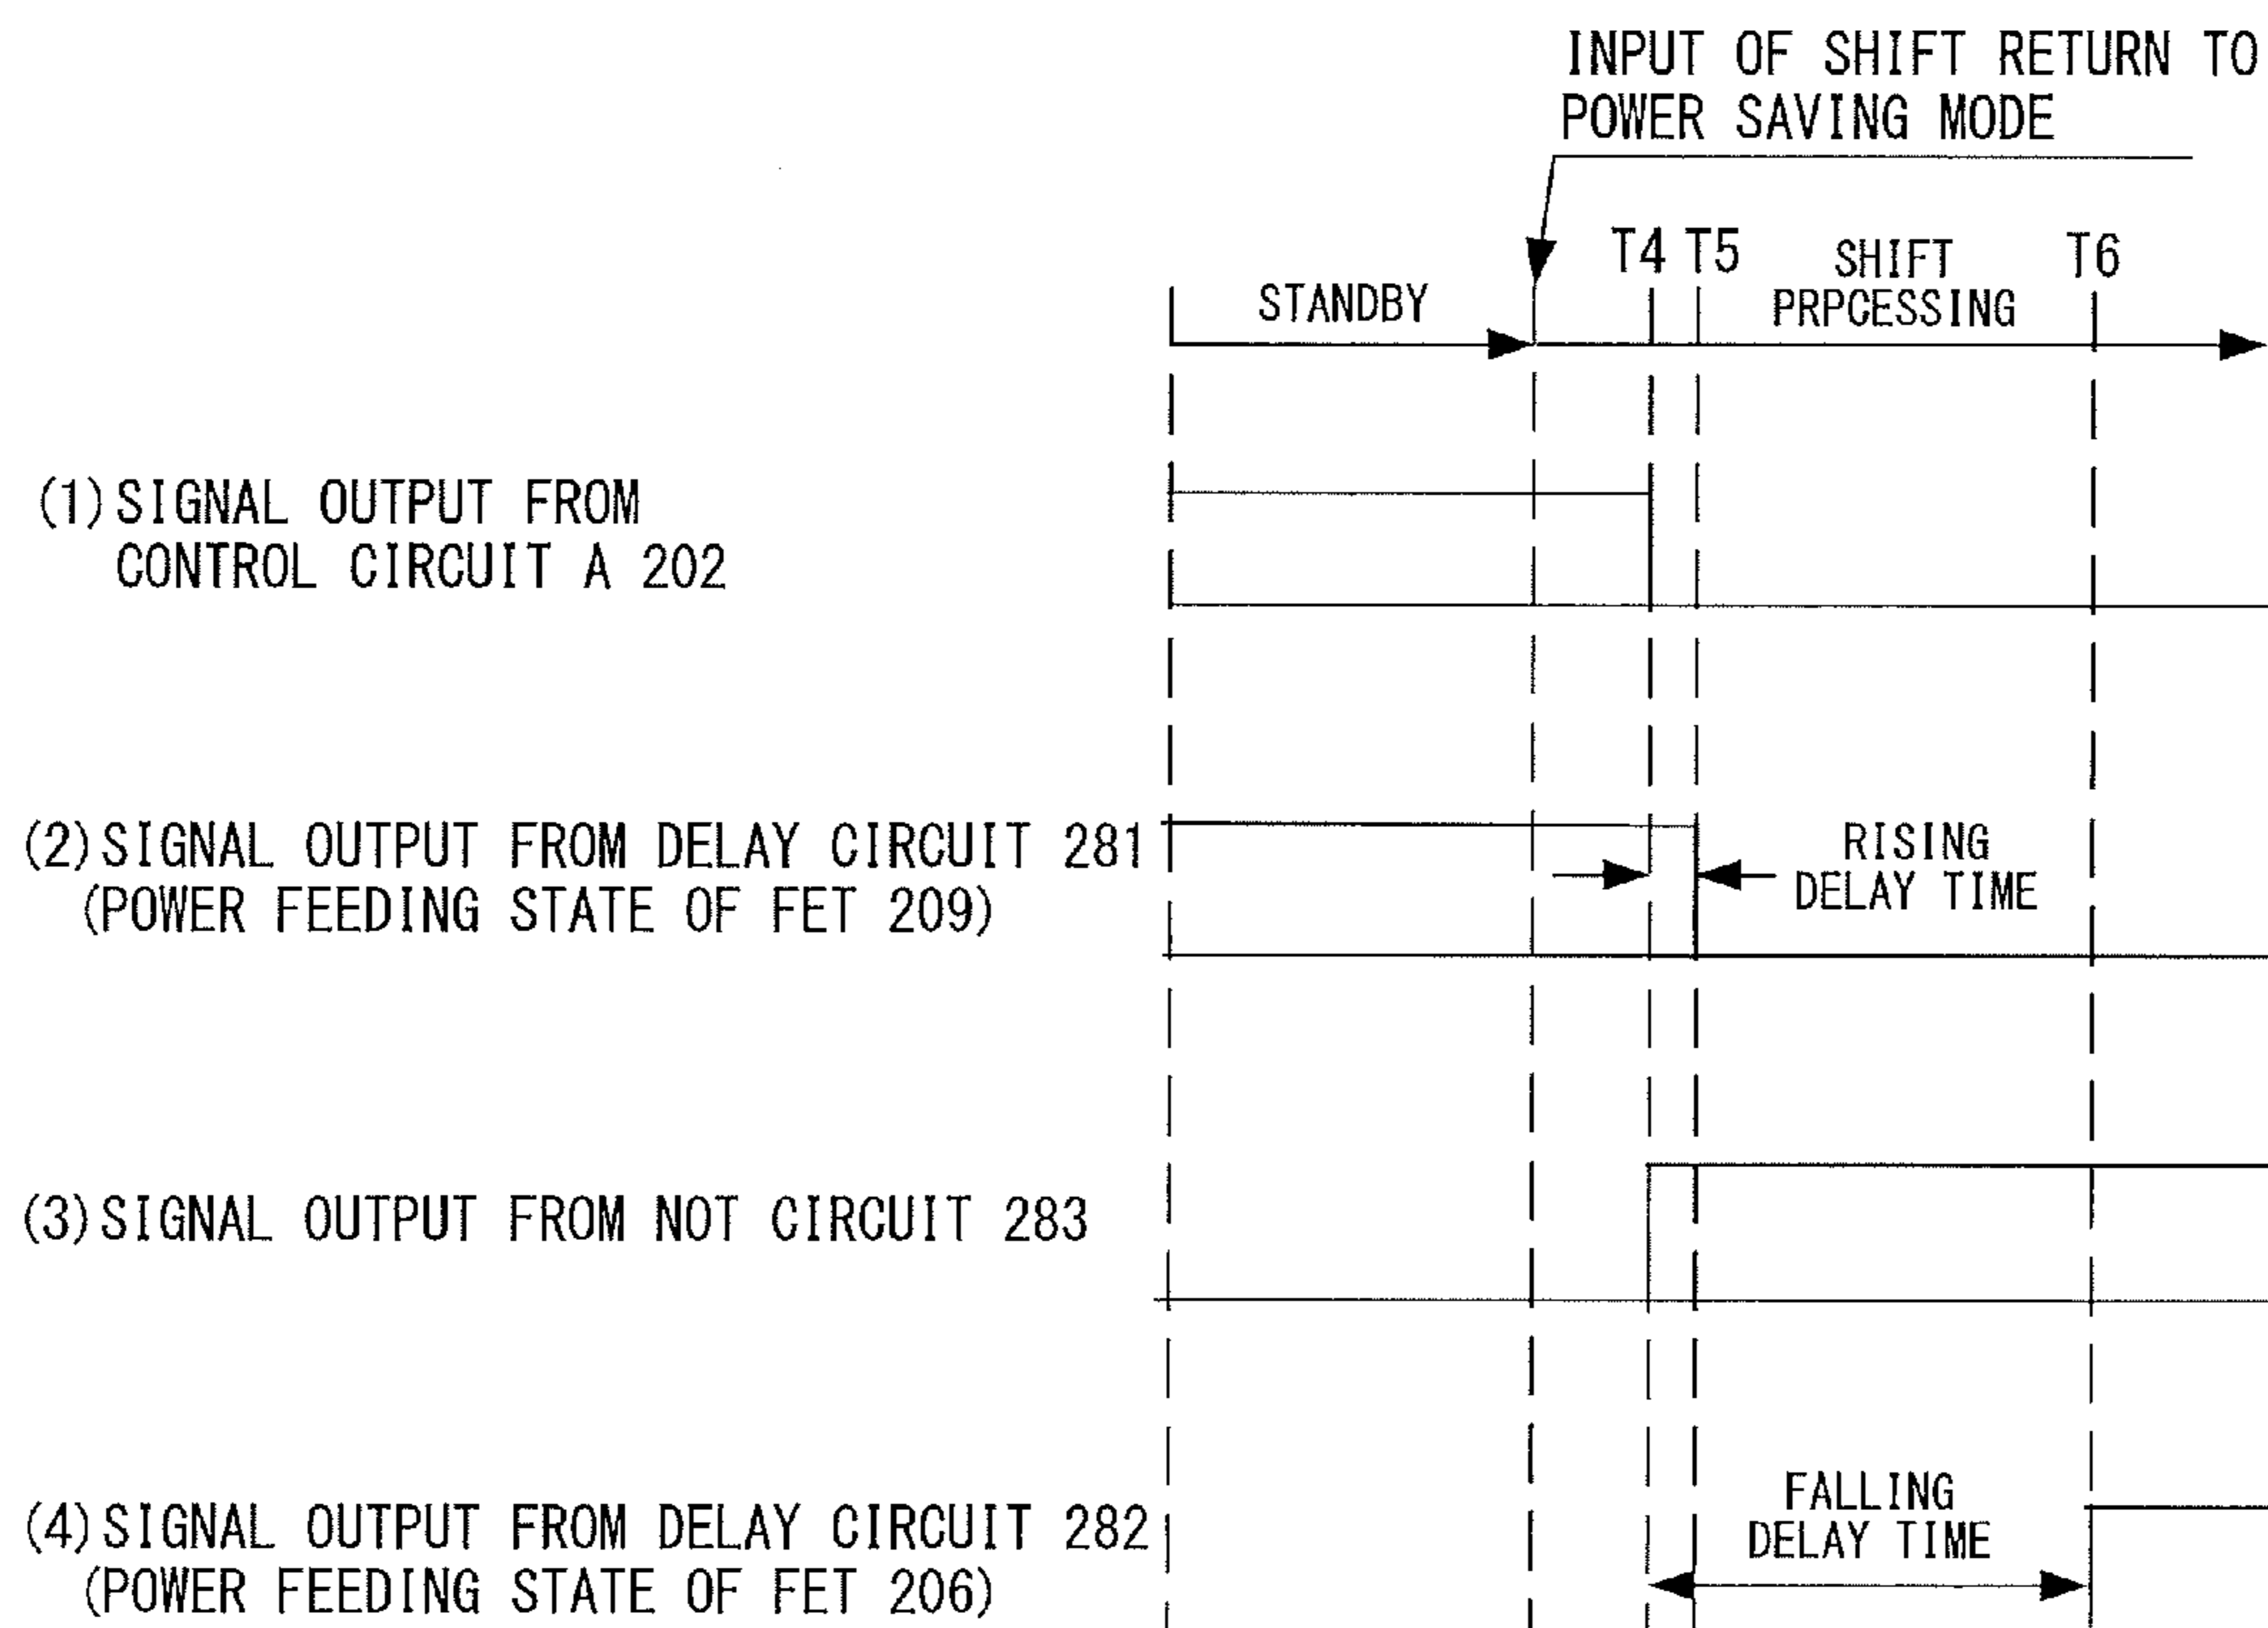 INPUT OF SHIFT RETURN TO
POWER SAVING MODE
T4 T5
SHIFT
PRPCESSING
T6
STANDBY
(1) SIGNAL OUTPUT FROM
CONTROL CIRCUIT A 202
(2) SIGNAL OUTPUT FROM DELAY CIRCUIT 281
(POWER FEEDING STATE OF FET 209)
RISING
DELAY TIME
(3) SIGNAL OUTPUT FROM NOT CIRCUIT 283
(4) SIGNAL OUTPUT FROM DELAY CIRCUIT 282
(POWER FEEDING STATE OF FET 206)
FALLING
DELAY TIME